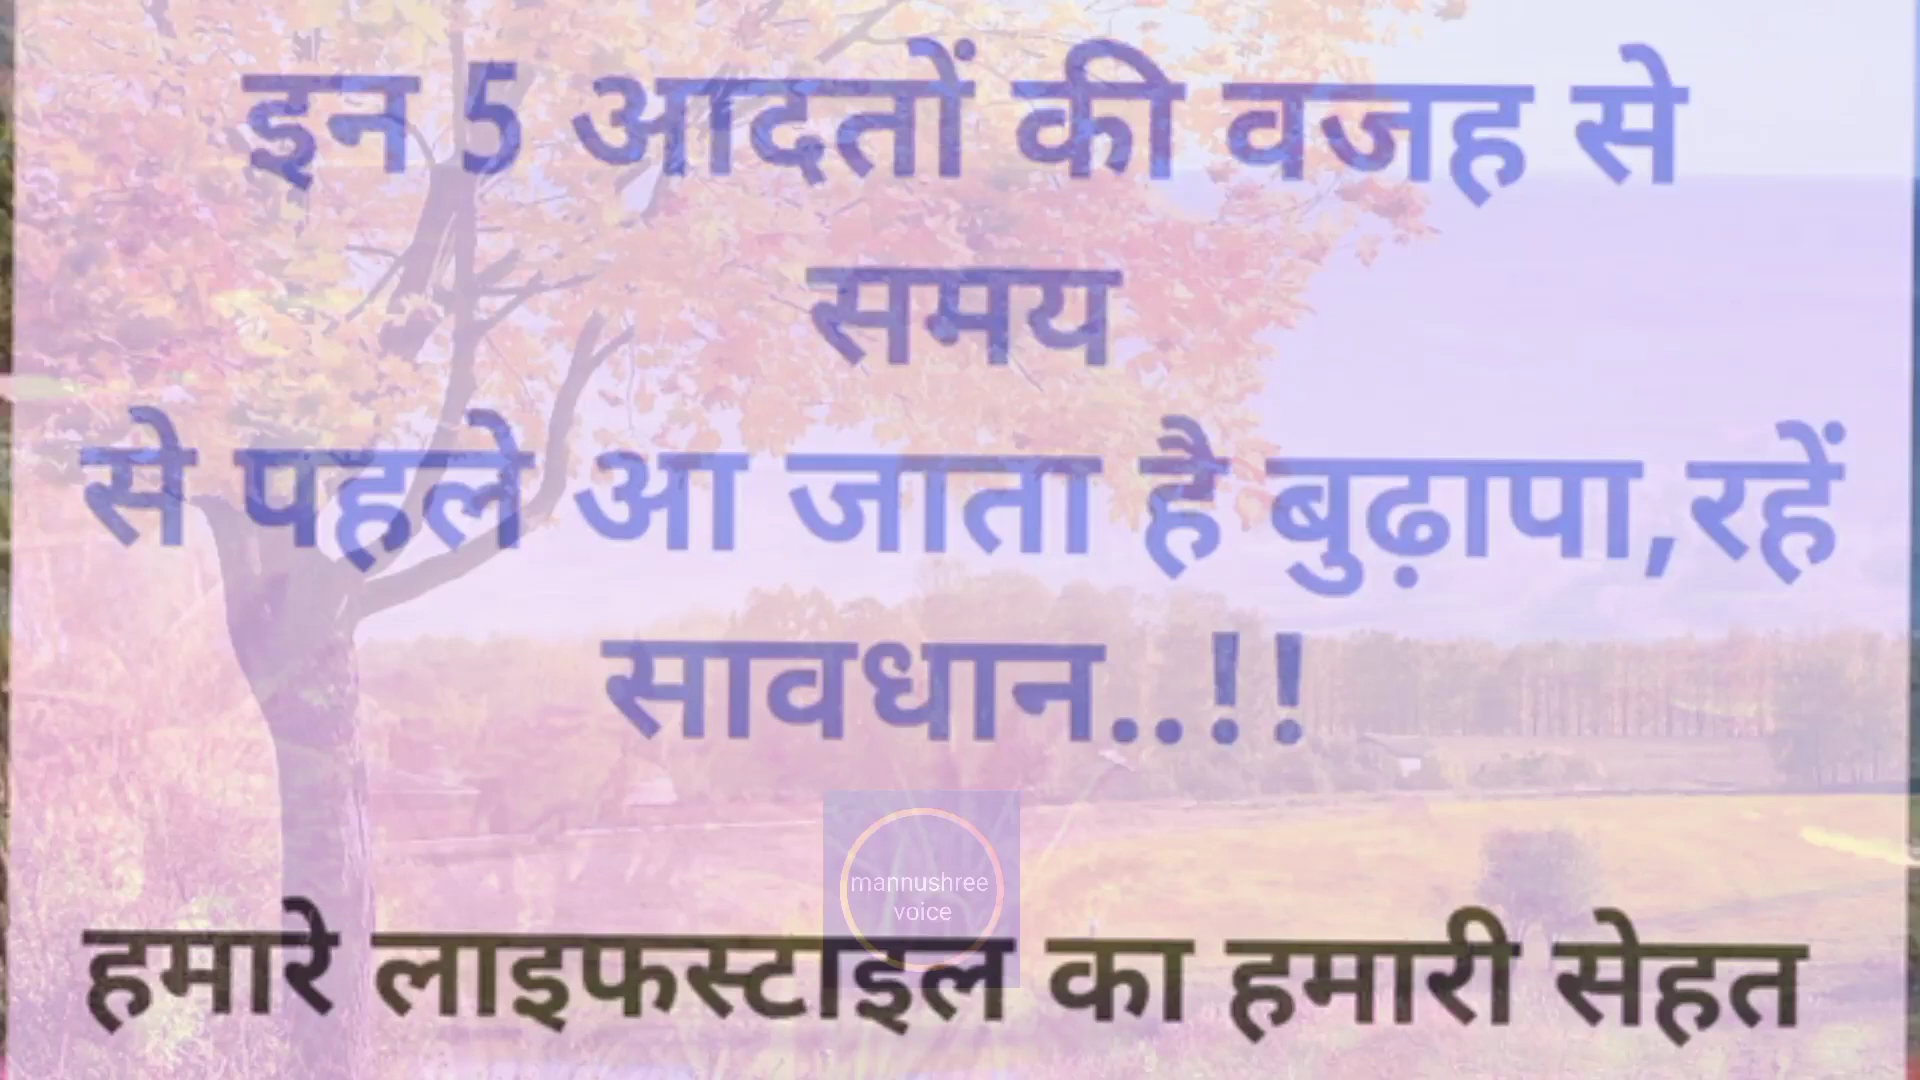 इन 5 आदतों की वजह से
समय
से पहले आ जाता है बुढ़ापा,रहें
सावधान..!!
mannushree
voice
हमारे लाइफस्टाइल का हमारी सेहत